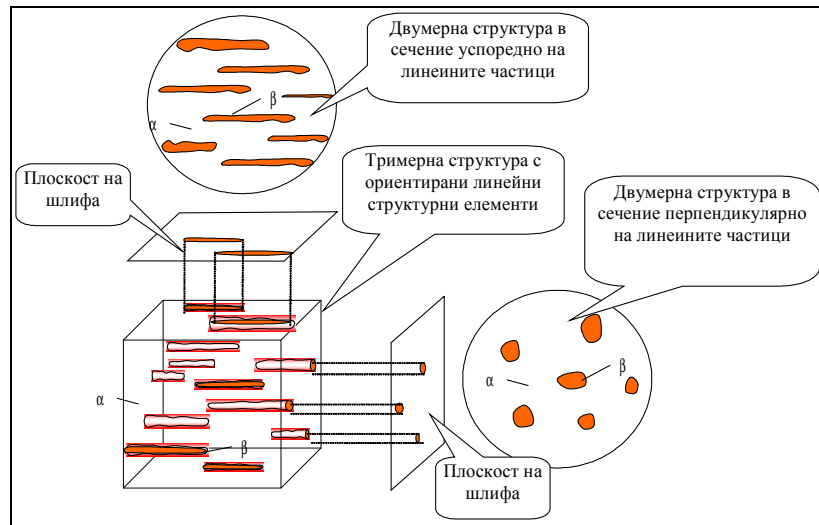 Двумерна структура в
сечение успоредно на
линеините частици
β
α
Плоскост на
шлифа
Тримерна структура с
ориентирани линейни
структурни елементи
Двумерна структура в
сечение перпендикулярно
на линеините частици
α
β
α
β
Плоскост на
шлифа